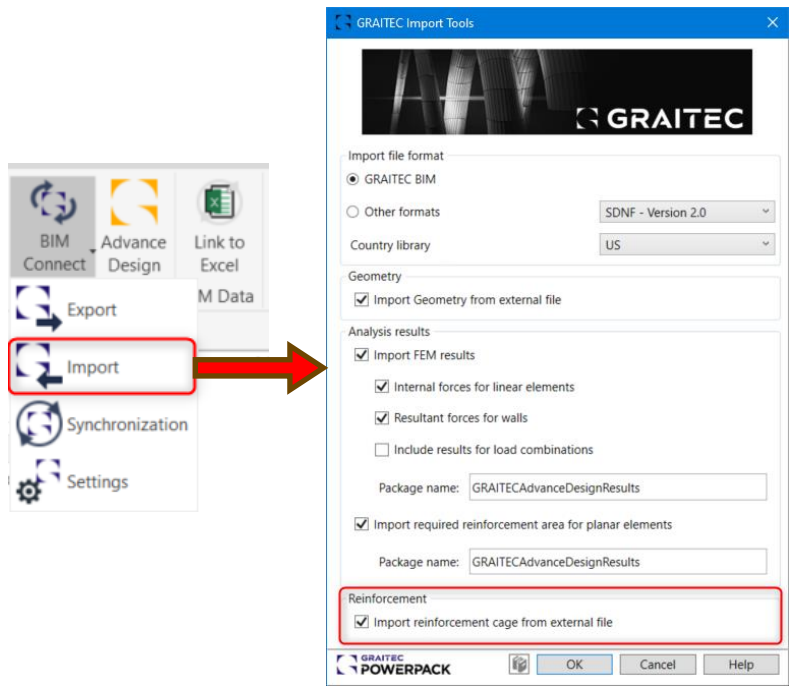 BIM
Connect
Advance
Design
Link to
Excel
M Data
Export
Import
Synchronization
Settings
GRAITEC Import Tools
GRAITEC
Import file format
GRAITEC BIM
Other formats
SDNF - Version 2.0
Country library
US
Geometry
Import Geometry from external file
Analysis results
Import FEM results
Internal forces for linear elements
Resultant forces for walls
Include results for load combinations
Package name: GRAITECAdvanceDesignResults
Import required reinforcement area for planar elements
Package name: GRAITECAdvanceDesignResults
Reinforcement
Import reinforcement cage from external file
GRAITEC
POWERPACK
OK
Cancel
Help